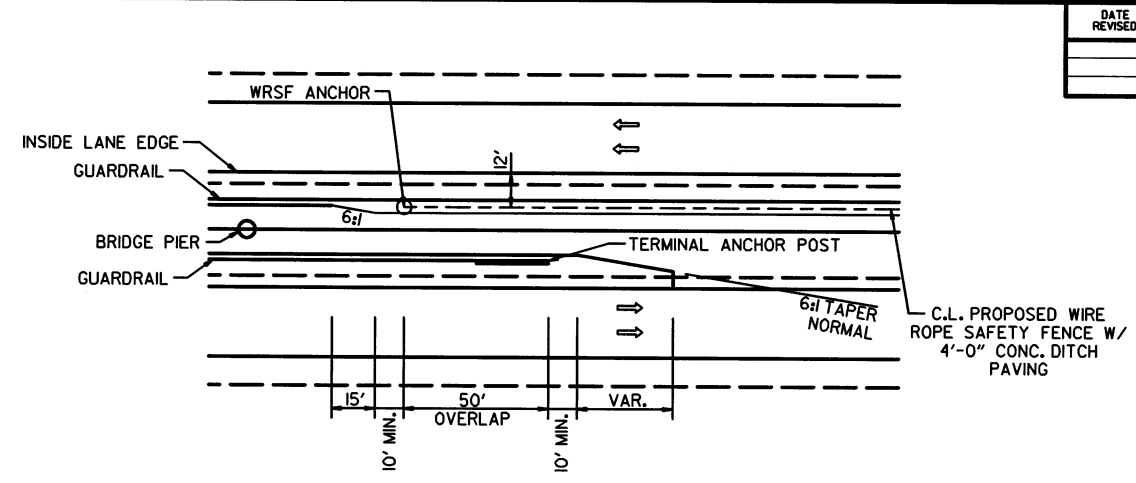 DATE
REVISED
WRSF ANCHOR
INSIDE LANE EDGE
GUARDRAIL
12'
6:1
BRIDGE PIER
TERMINAL ANCHOR POST
GUARDRAIL
6:1 TAPER
NORMAL
C.L. PROPOSED WIRE
ROPE SAFETY FENCE W/
4'-0" CONC. DITCH
PAVING
15'
10' MIN.
50'
OVERLAP
10' MIN.
VAR.